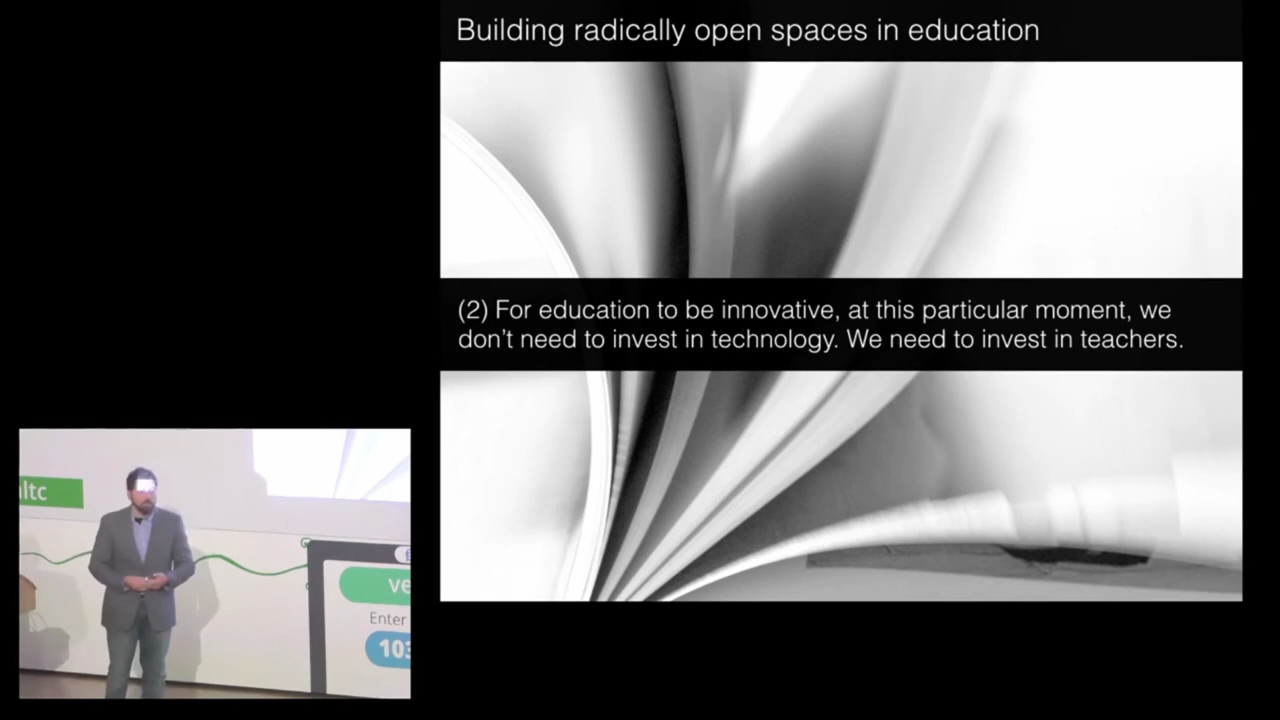 Building radically open spaces in education
(2) For education to be innovative, at this particular moment, we
don't need to invest in technology. We need to invest in teachers.
ltc
Enter
103